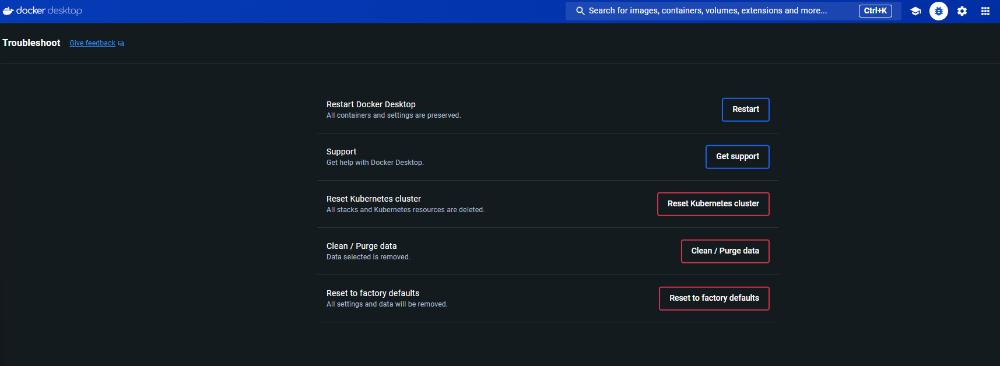 docker desktop
Search for images, containers, volumes, extensions and more... Ctrl+K
Troubleshoot Give feedback
Restart Docker Desktop
All containers and settings are preserved.
Restart
Support
Get help with Docker Desktop.
Get support
Reset Kubernetes cluster
All stacks and Kubernetes resources are deleted.
Reset Kubernetes cluster
Clean / Purge data
Data selected is removed.
Clean / Purge data
Reset to factory defaults
All settings and data will be removed.
Reset to factory defaults